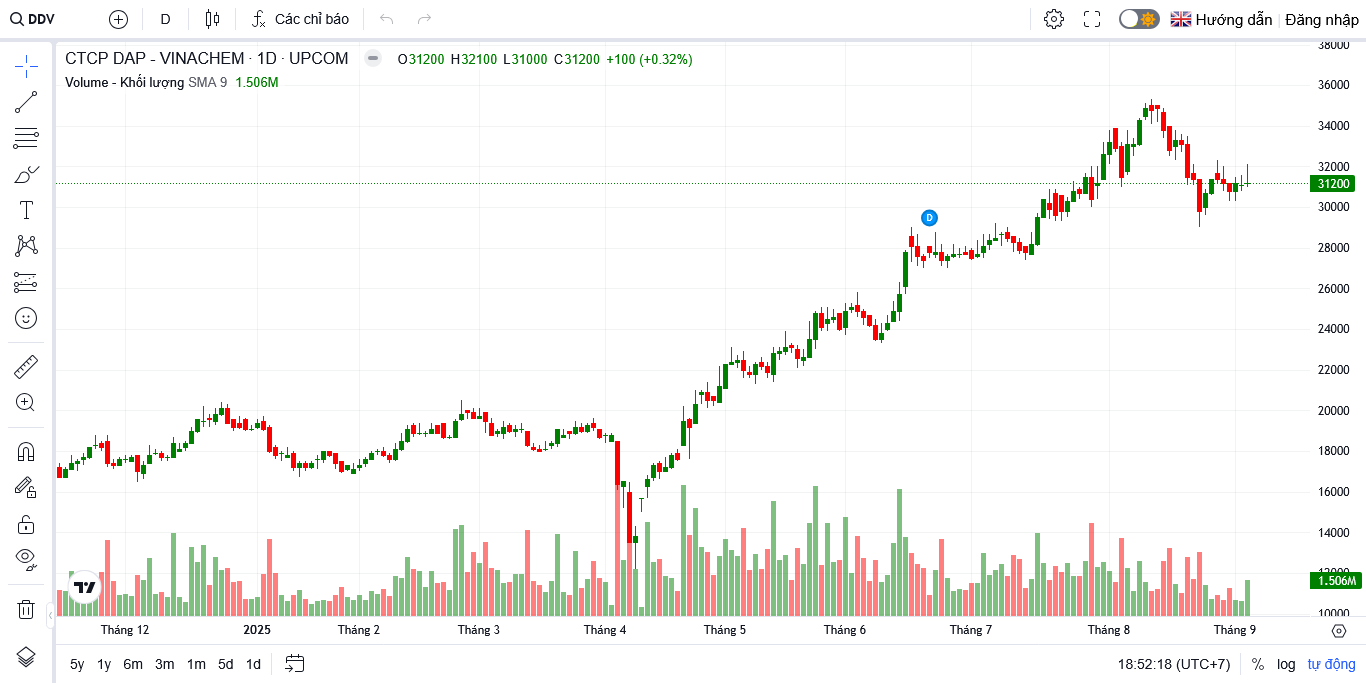 DDV D Các chỉ báo Hướng dẫn Đăng nhập
CTCP DAP - VINACHEM · 1D · UPCOM O31200 H32100 L31000 C31200 +100 (+0.32%)
Volume - Khối lượng SMA 9 1.506M
38000
36000
34000
32000
31200
30000
D
28000
26000
24000
22000
20000
18000
16000
14000
12000
1.506M
10000
Tháng 12 2025 Tháng 2 Tháng 3 Tháng 4 Tháng 5 Tháng 6 Tháng 7 Tháng 8 Tháng 9
5y 1y 6m 3m 1m 5d 1d 18:52:18 (UTC+7) % log tự động